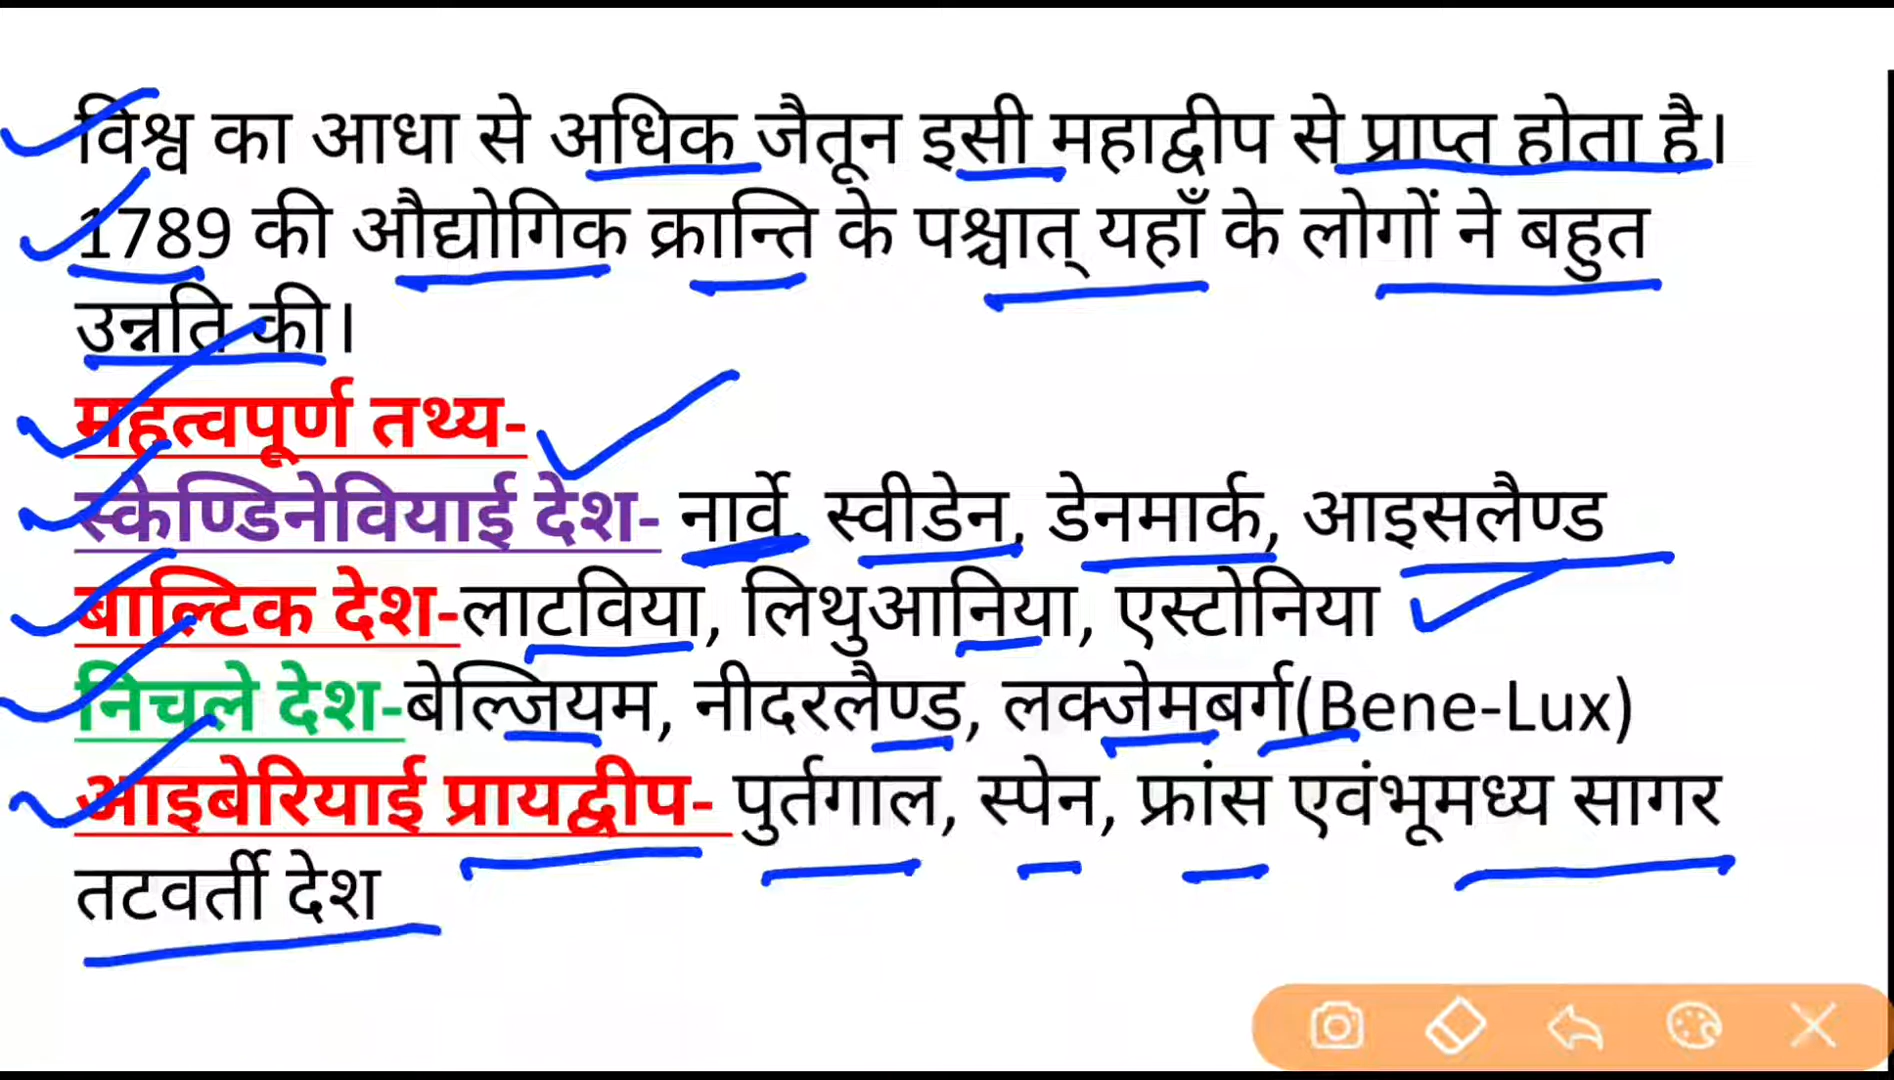 विश्व का आधा से अधिक जैतून इसी महाद्वीप से प्राप्त होता है।
1789 की औद्योगिक क्रान्ति के पश्चात् यहाँ के लोगों ने बहुत
उन्नति की।
महत्वपूर्ण तथ्य-
स्केण्डिनेवियाई देश- नार्वे, स्वीडेन, डेनमार्क, आइसलैण्ड
बाल्टिक देश-लाटविया, लिथुआनिया, एस्टोनिया
निचले देश-बेल्जियम, नीदरलैण्ड, लक्जेमबर्ग(Bene-Lux)
आइबेरियाई प्रायद्वीप- पुर्तगाल, स्पेन, फ्रांस एवंभूमध्य सागर
तटवर्ती देश